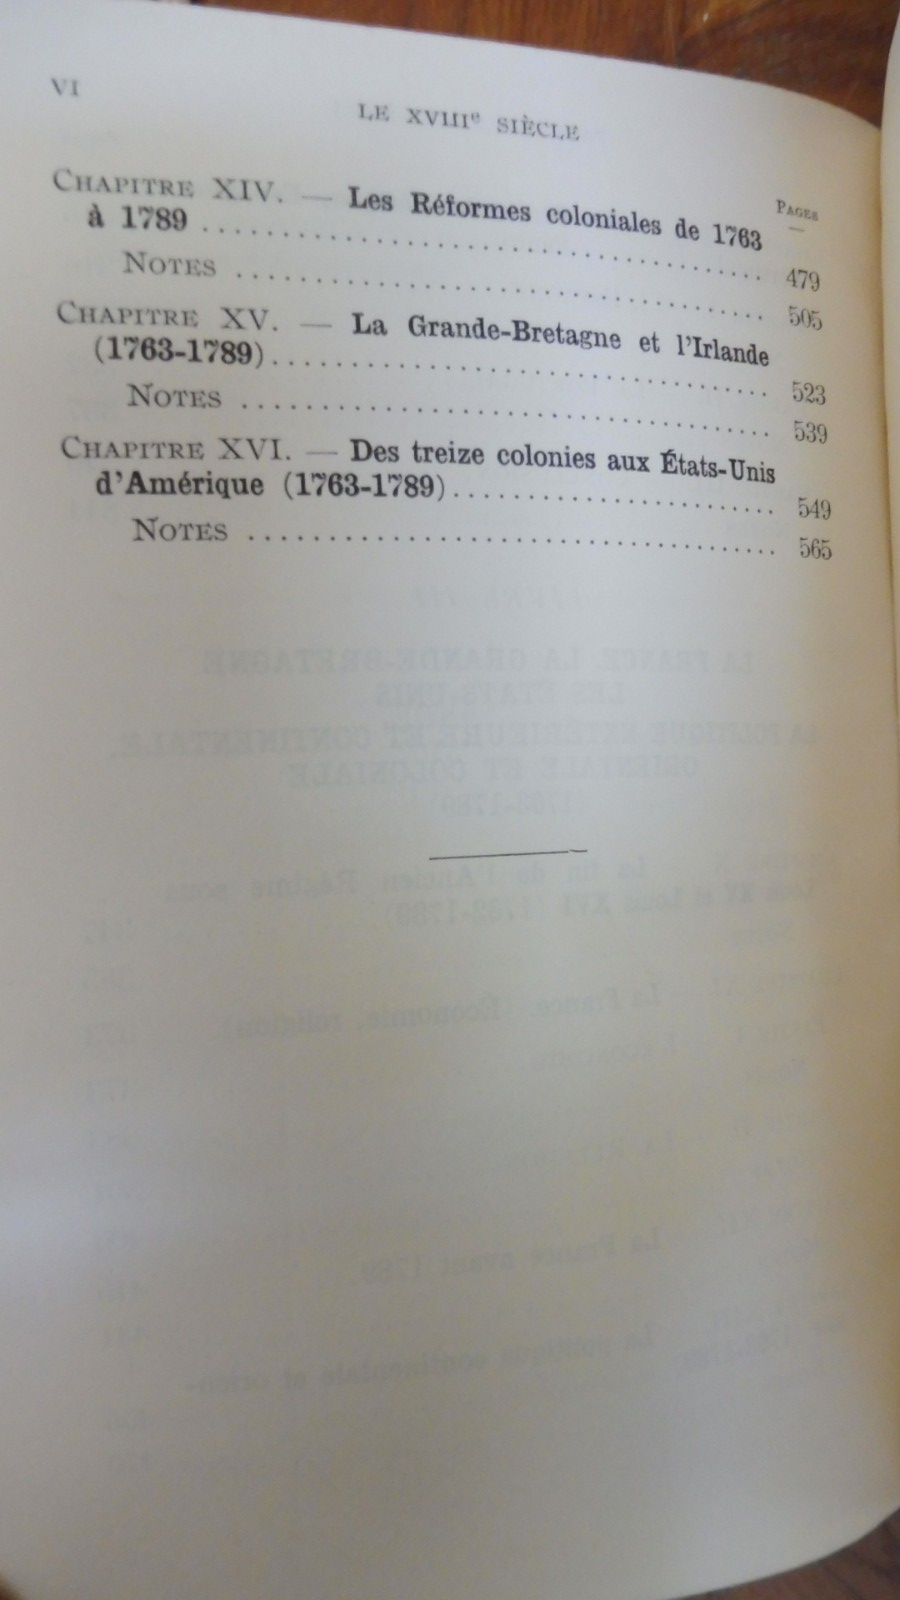 VI
LE XVIIIe SIÈCLE
PAGES
CHAPITRE XIV. — Les Réformes coloniales de 1763
à 1789 ........................................ 479
NOTES ........................................ 505
CHAPITRE XV. — La Grande-Bretagne et l'Irlande
(1763-1789) ........................................ 523
NOTES ........................................ 539
CHAPITRE XVI. — Des treize colonies aux États-Unis
d'Amérique (1763-1789) ........................................ 549
NOTES ........................................ 565